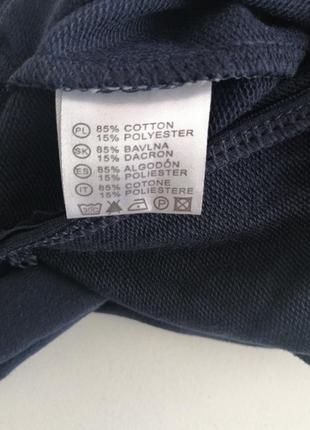 PL 85% COTTON
15% POLYESTER
SK 85% BAVLNA
15% DACRON
ES 85% ALGODÓN
15% POLIESTER
IT 85% COTONE
15% POLIESTERE
P